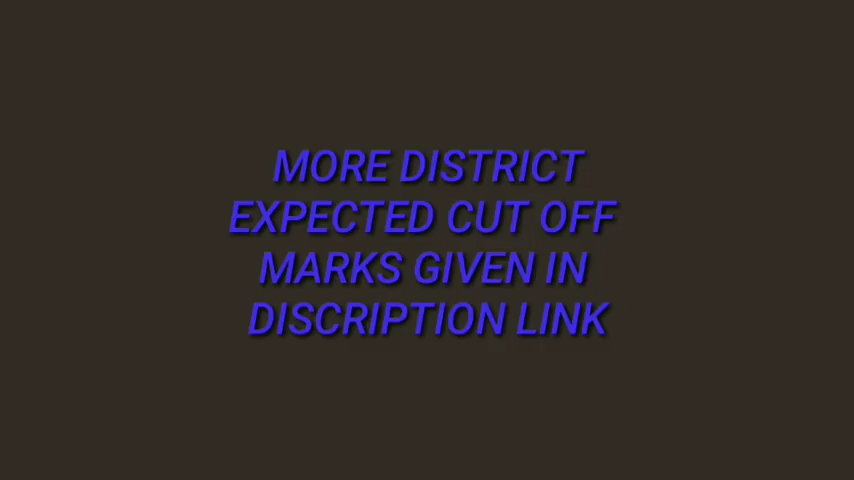 MORE DISTRICT
EXPECTED CUT OFF
MARKS GIVEN IN
DISCRIPTION LINK